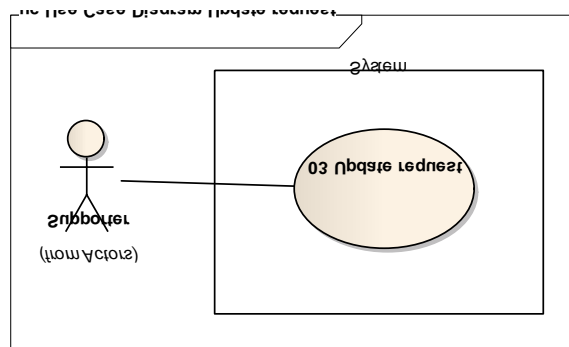 uc Use Case Diagram Update request
System
03 Update request
Supporter
(from Actors)